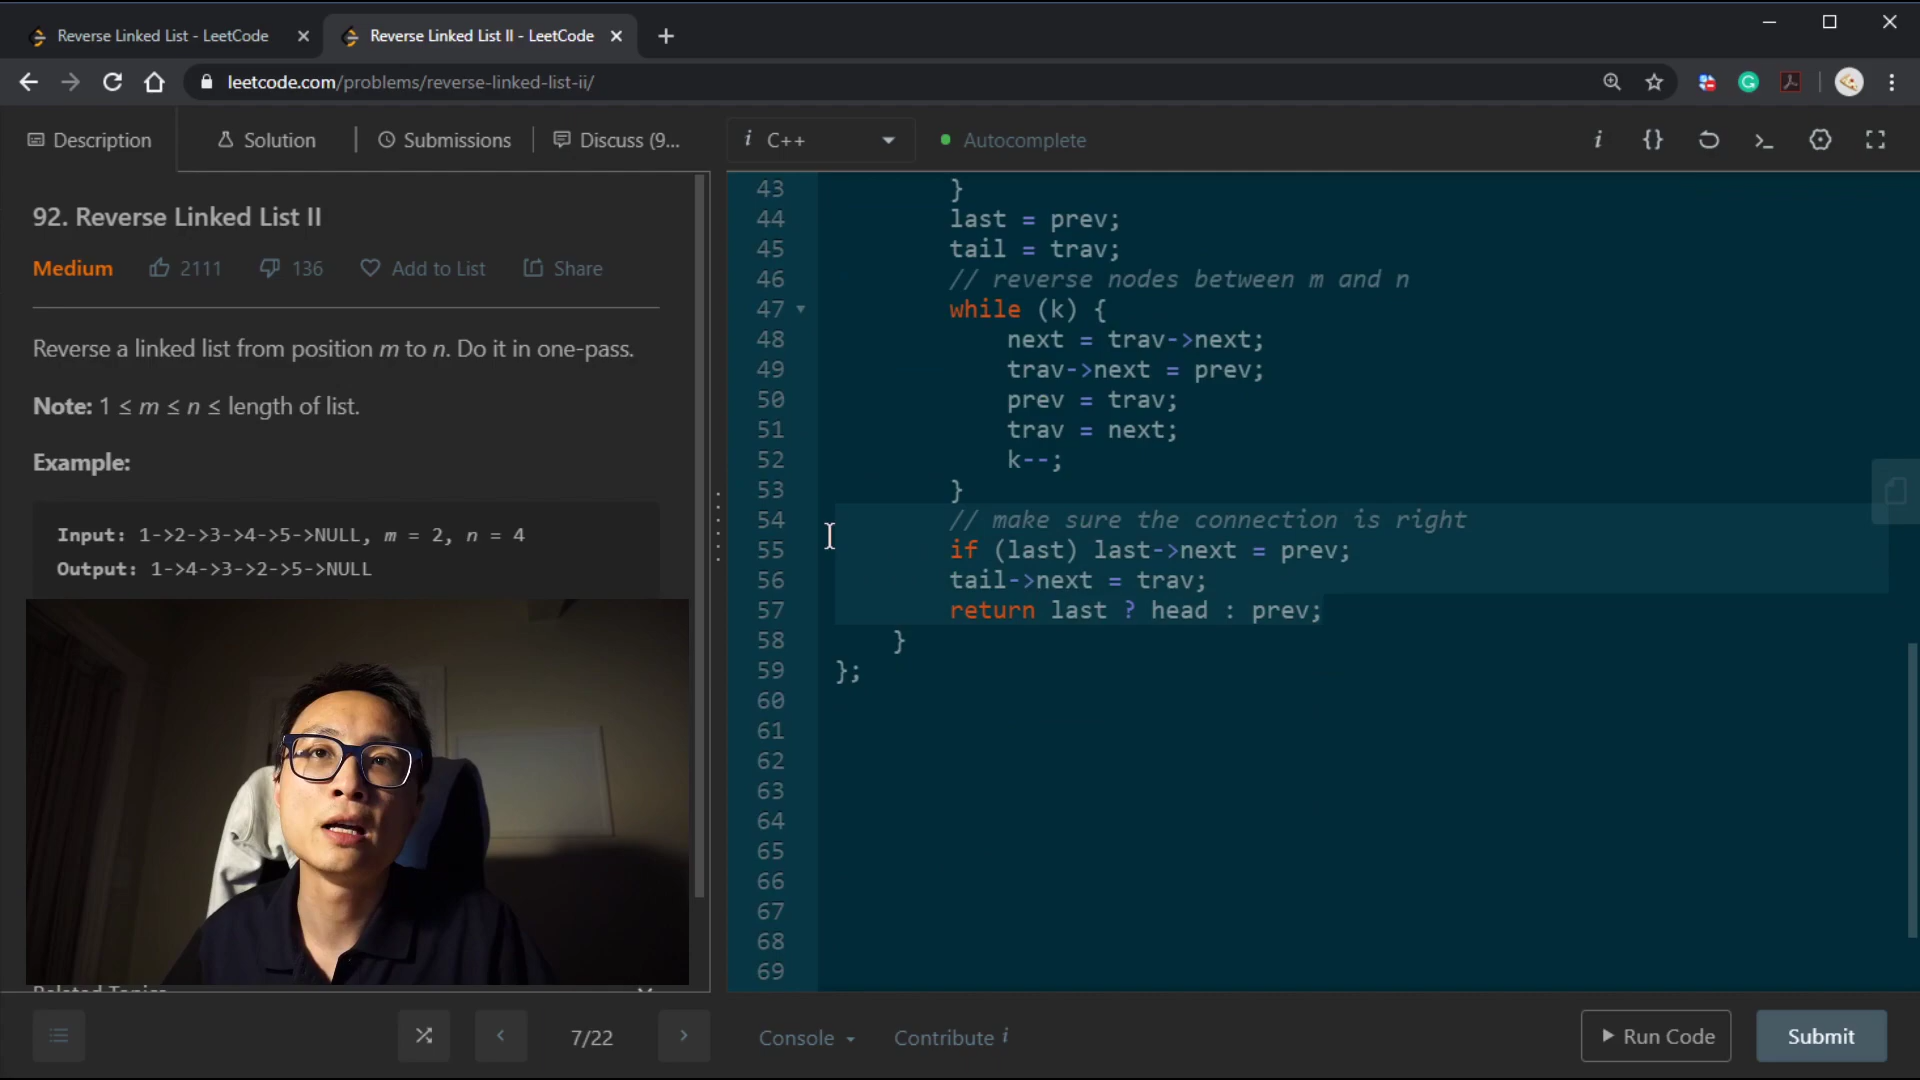 Reverse Linked List - LeetCode
Reverse Linked List II - LeetCode
leetcode.com/problems/reverse-linked-list-ii/
Description
Solution
Submissions
Discuss (9...
i C++
Autocomplete
92. Reverse Linked List II
Medium 2111 136 Add to List Share
Reverse a linked list from position m to n. Do it in one-pass.
Note: 1 ≤ m ≤ n ≤ length of list.
Example:
Input: 1->2->3->4->5->NULL, m = 2, n = 4
Output: 1->4->3->2->5->NULL
43 }
44 last = prev;
45 tail = trav;
46 // reverse nodes between m and n
47 while (k) {
48 next = trav->next;
49 trav->next = prev;
50 prev = trav;
51 trav = next;
52 k--;
53 }
54 // make sure the connection is right
55 if (last) last->next = prev;
56 tail->next = trav;
57 return last ? head : prev;
58 }
59 };
60
61
62
63
64
65
66
67
68
69
Related Topics
7/22
Console
Contribute i
Run Code
Submit